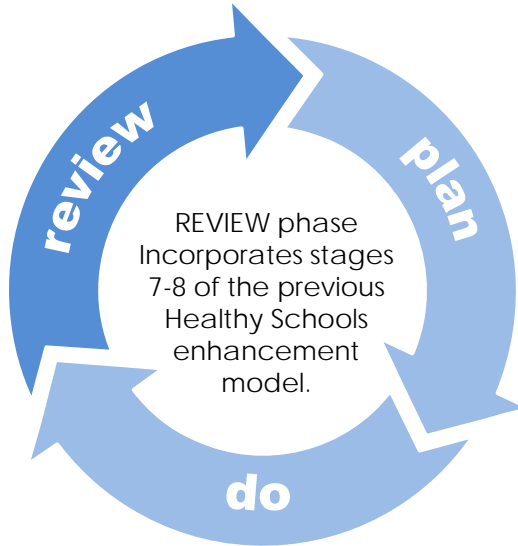 review
plan
REVIEW phase
Incorporates stages
7-8 of the previous
Healthy Schools
enhancement
model.
do